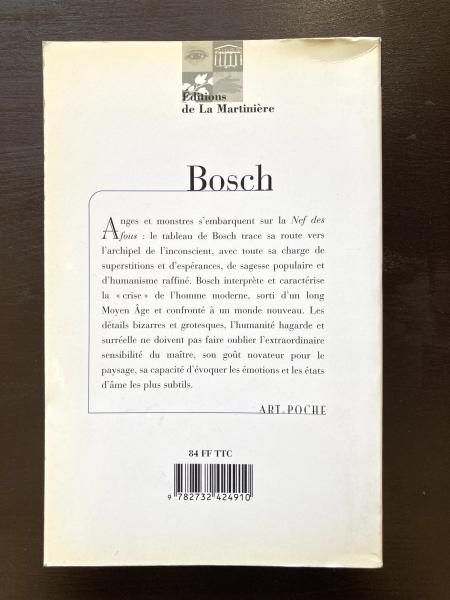 Éditions
de La Martinière
Bosch
Anges et monstres s'embarquent sur la Nef des
fous : le tableau de Bosch trace sa route vers
l'archipel de l'inconscient, avec toute sa charge de
superstitions et d'espérances, de sagesse populaire et
d'humanisme raffiné. Bosch interprète et caractérise
la « crise » de l'homme moderne, sorti d'un long
Moyen Âge et confronté à un monde nouveau. Les
détails bizarres et grotesques, l'humanité hagarde et
surréelle ne doivent pas faire oublier l'extraordinaire
sensibilité du maître, son goût novateur pour le
paysage, sa capacité d'évoquer les émotions et les états
d'âme les plus subtils.
ART POCHE
84 FF TTC
9 782732 424910